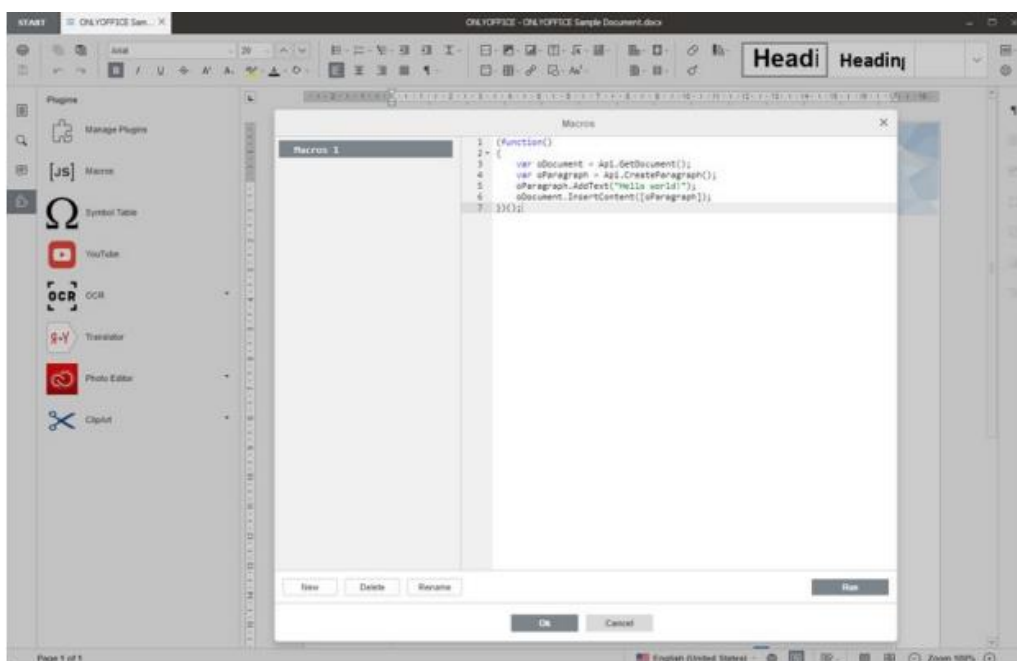 START
ONLYOFFICE Sam...
ONLYOFFICE - ONLYOFFICE Sample Document.docx
Arial
20
Headi
Heading
Plugins
Manage Plugins
[JS] Macros
Ω Symbol Table
YouTube
OCR OCR
Я-Y Translator
Photo Editor
ClipArt
Macros
Macros 1
1 (function()
2 {
3 var oDocument = Api.GetDocument();
4 var oParagraph = Api.CreateParagraph();
5 oParagraph.AddText("Hello world!");
6 oDocument.InsertContent([oParagraph]);
7 })();
New
Delete
Rename
Run
Ok
Cancel
Page 1 of 1
English (United States)
Zoom 100%